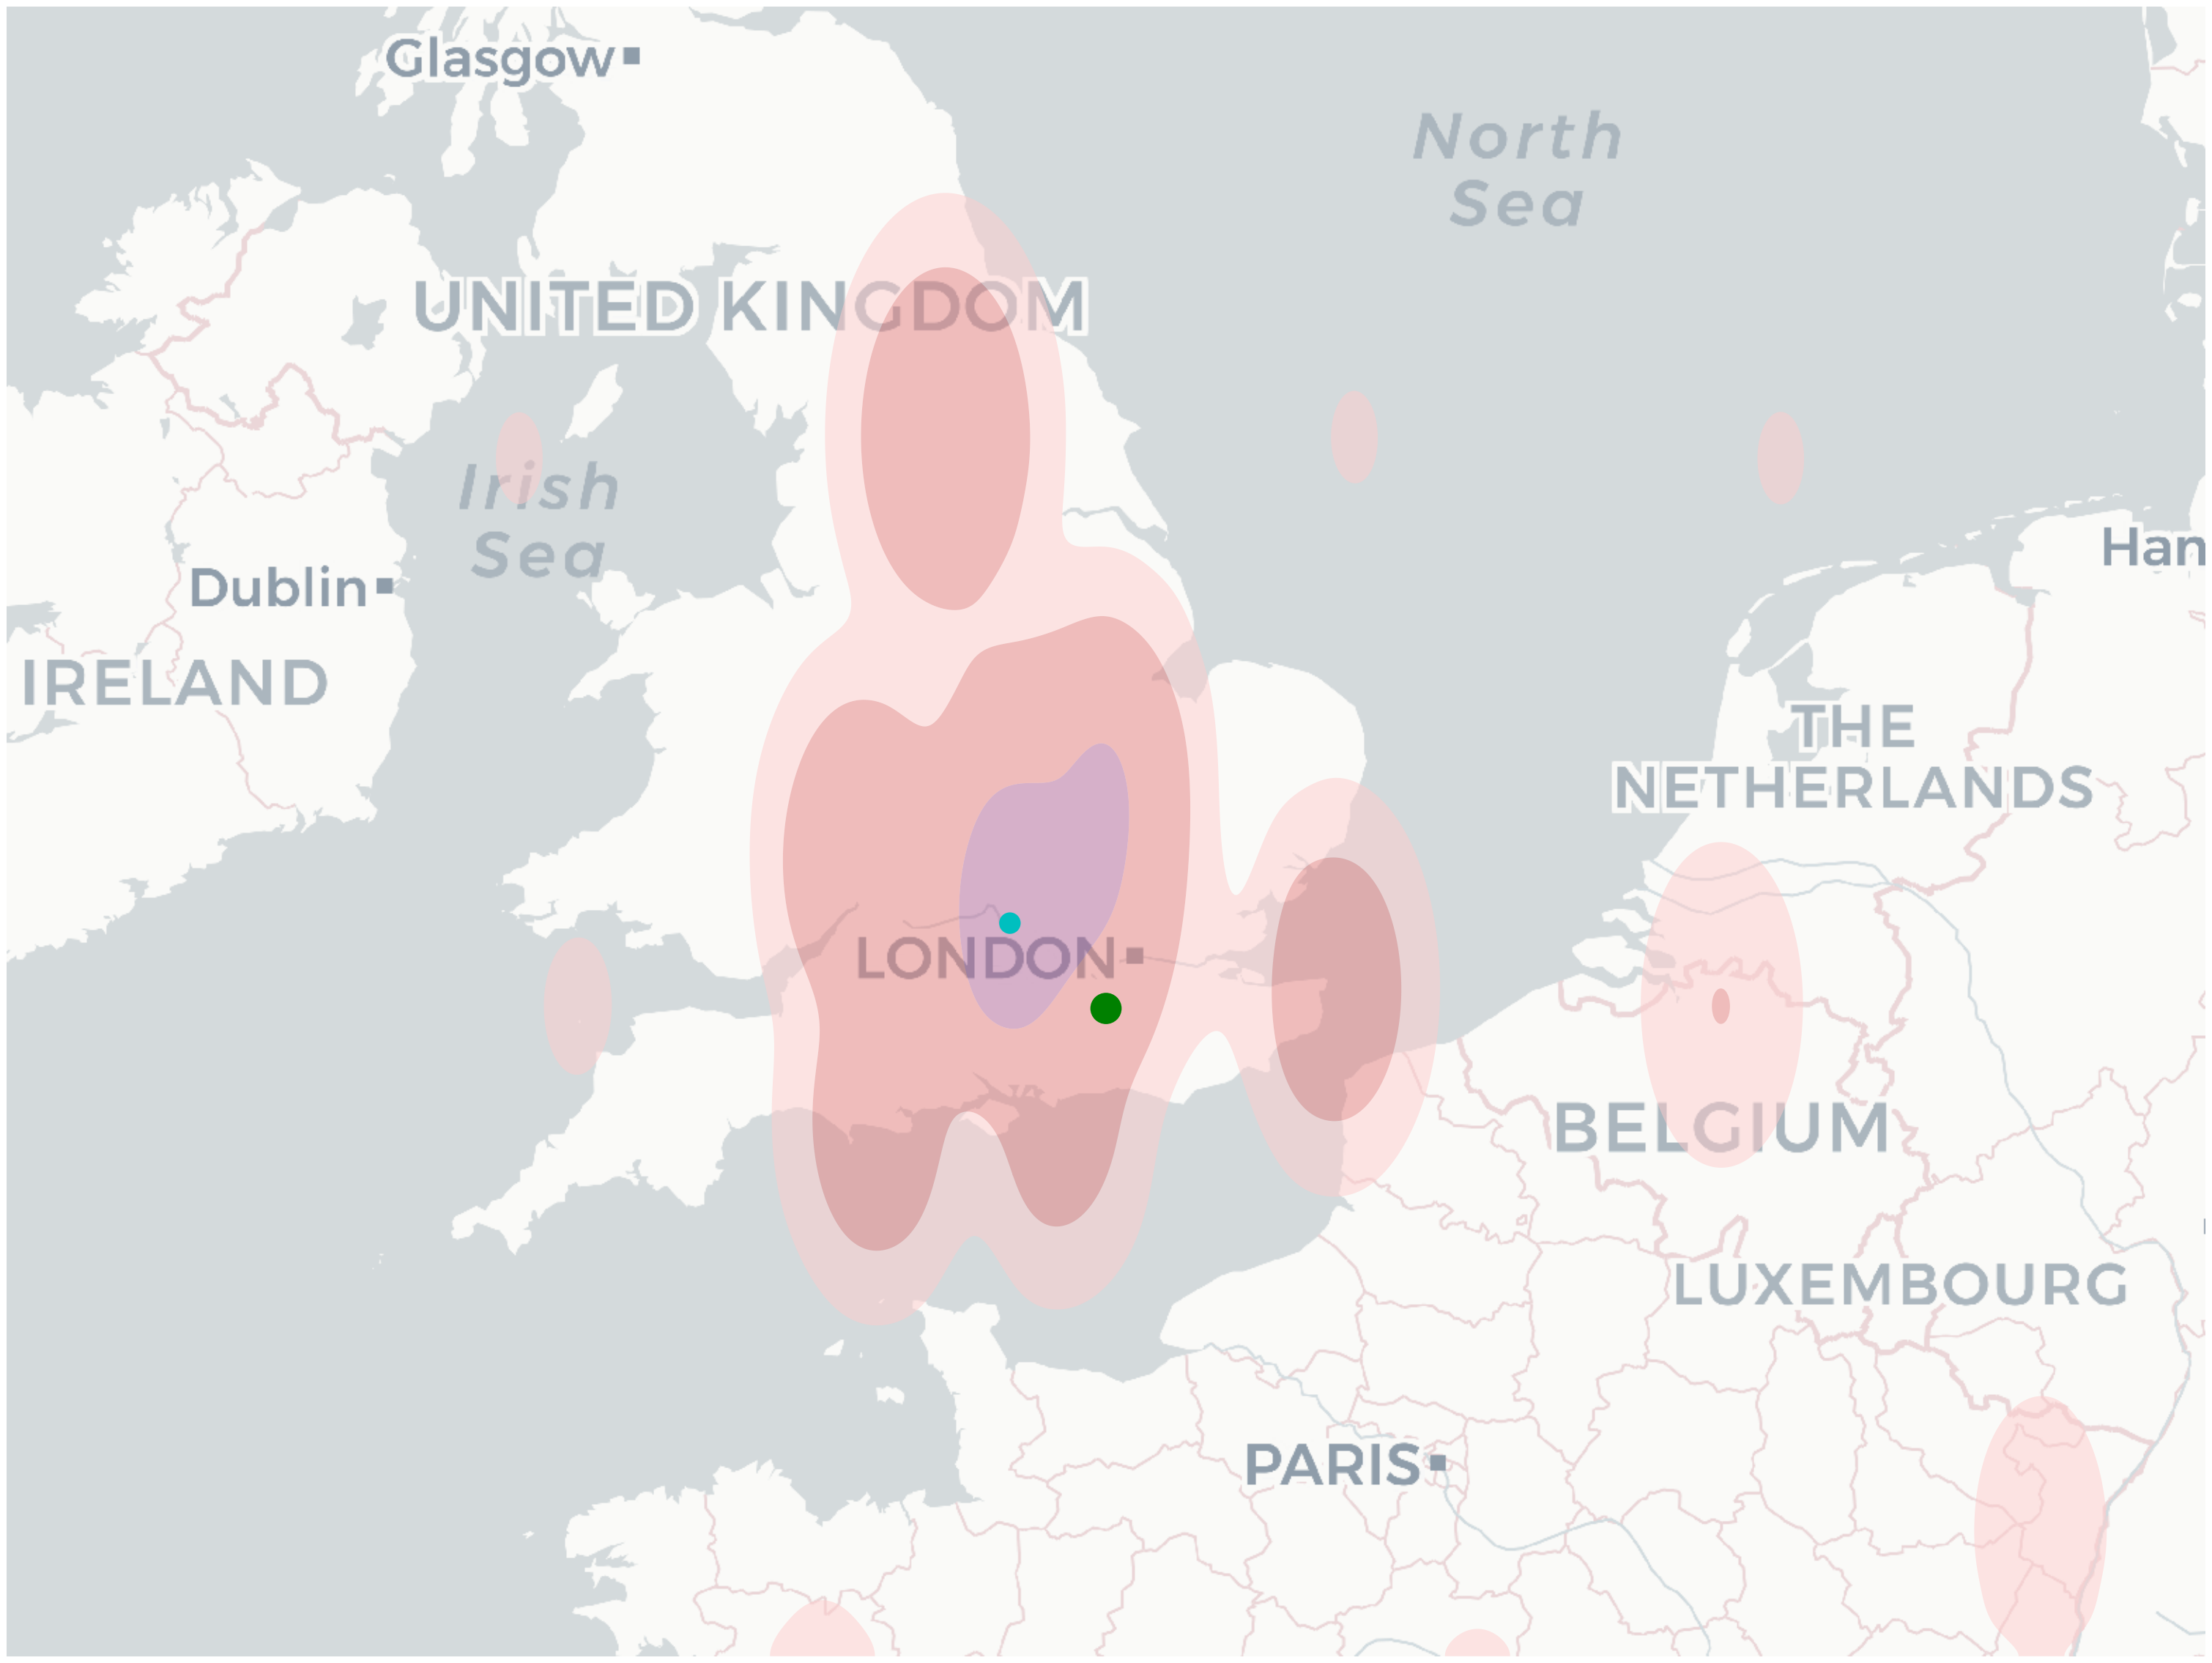 Glasgow
North
Sea
UNITED KINGDOM
Irish
Sea
Han
Dublin
IRELAND
THE
NETHERLANDS
LONDON
BELGIUM
LUXEMBOURG
PARIS